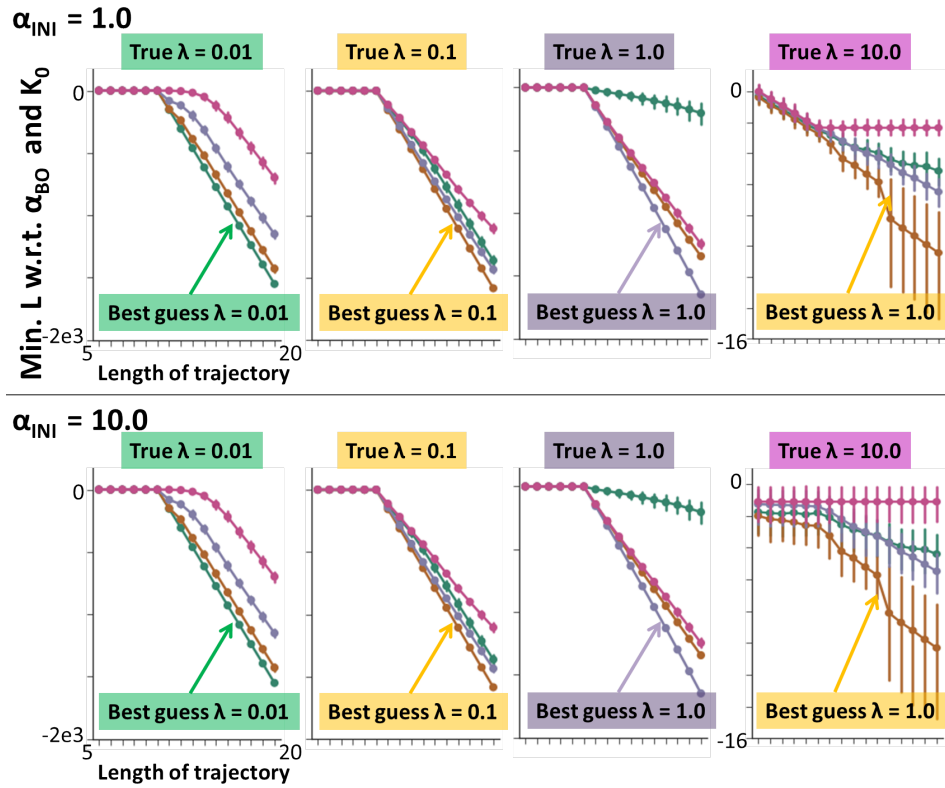 α_INI = 1.0
True λ = 0.01
True λ = 0.1
True λ = 1.0
True λ = 10.0
Min. L w.r.t. α_BO and K_0
0
0
Best guess λ = 0.01
Best guess λ = 0.1
Best guess λ = 1.0
Best guess λ = 1.0
-2e3
-16
5
20
Length of trajectory
α_INI = 10.0
True λ = 0.01
True λ = 0.1
True λ = 1.0
True λ = 10.0
0
0
Best guess λ = 0.01
Best guess λ = 0.1
Best guess λ = 1.0
Best guess λ = 1.0
-2e3
-16
5
20
Length of trajectory